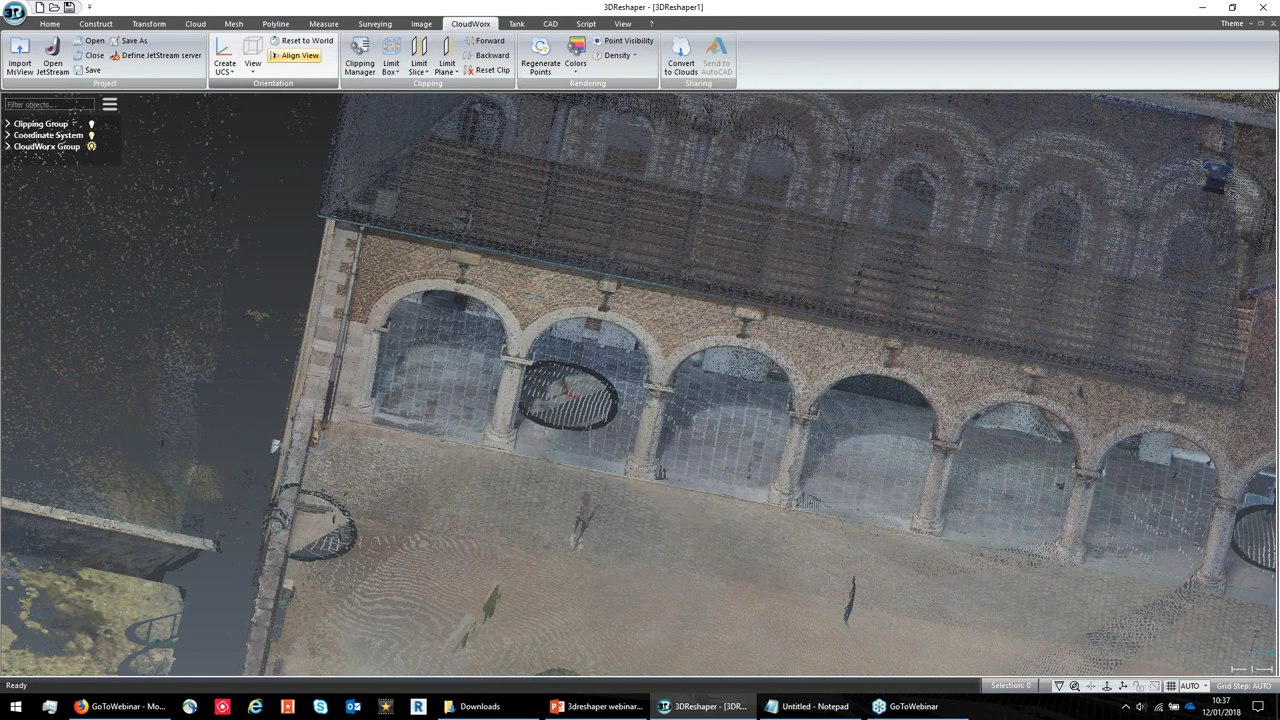 3DReshaper - [3DReshaper1]
Home Construct Transform Cloud Mesh Polyline Measure Surveying Image CloudWorx Tank CAD Script View ? Theme
Open Save As Reset to World Forward Point Visibility
Close Define JetStream server Align View Backward Density
Save Reset Clip
Import MsView Open JetStream Create UCS View Clipping Manager Limit Box Limit Slice Limit Plane Regenerate Points Colors Convert to Clouds Send to AutoCAD
Project Orientation Clipping Rendering Sharing
Filter objects...
Clipping Group
Coordinate System
CloudWorx Group
1
Ready Selection: 0 AUTO Grid Step: AUTO
GoToWebinar - Mo... Downloads 3dreshaper webinar... 3DReshaper - [3DR... Untitled - Notepad GoToWebinar 10:37
12/01/2018